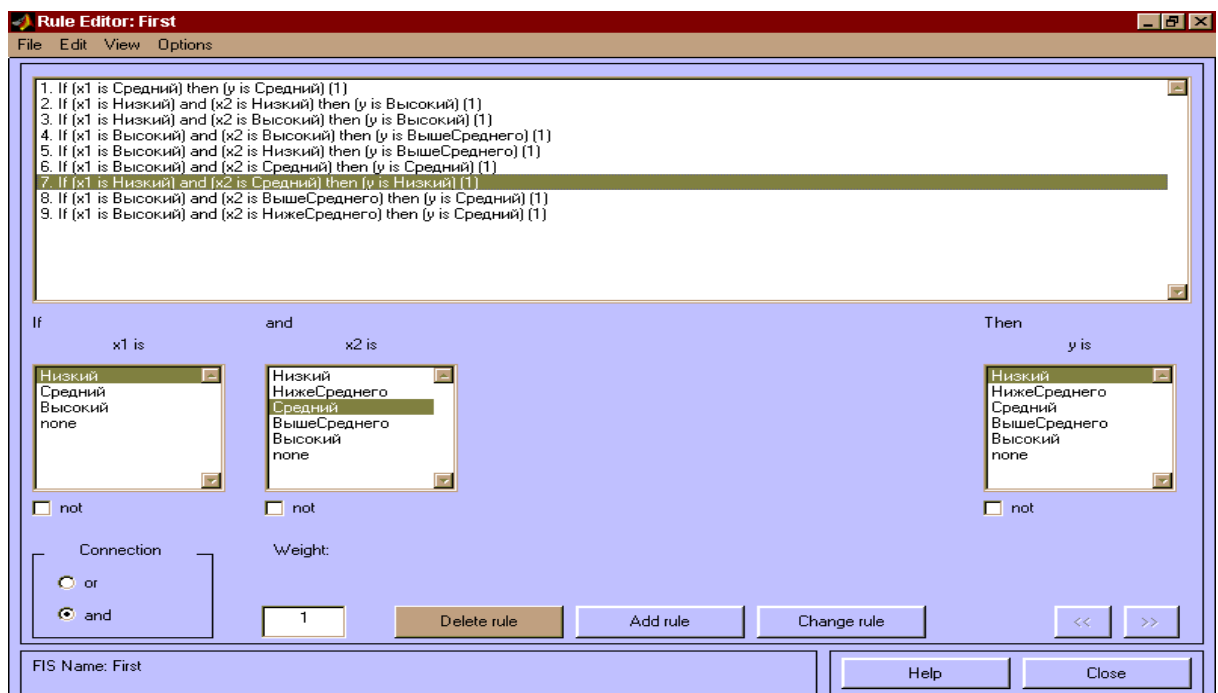 Rule Editor: First
File Edit View Options
1. If (x1 is Средний) then (y is Средний) (1)
2. If (x1 is Низкий) and (x2 is Низкий) then (y is Высокий) (1)
3. If (x1 is Низкий) and (x2 is Высокий) then (y is Высокий) (1)
4. If (x1 is Высокий) and (x2 is Высокий) then (y is ВышеСреднего) (1)
5. If (x1 is Высокий) and (x2 is Низкий) then (y is ВышеСреднего) (1)
6. If (x1 is Высокий) and (x2 is Средний) then (y is Средний) (1)
7. If (x1 is Низкий) and (x2 is Средний) then (y is Низкий) (1)
8. If (x1 is Высокий) and (x2 is ВышеСреднего) then (y is Средний) (1)
9. If (x1 is Высокий) and (x2 is НижеСреднего) then (y is Средний) (1)
If
x1 is
Низкий
Средний
Высокий
none
not
and
x2 is
Низкий
НижеСреднего
Средний
ВышеСреднего
Высокий
none
not
Then
y is
Низкий
НижеСреднего
Средний
ВышеСреднего
Высокий
none
not
Connection
or
and
Weight:
1
Delete rule
Add rule
Change rule
<<
>>
FIS Name: First
Help
Close